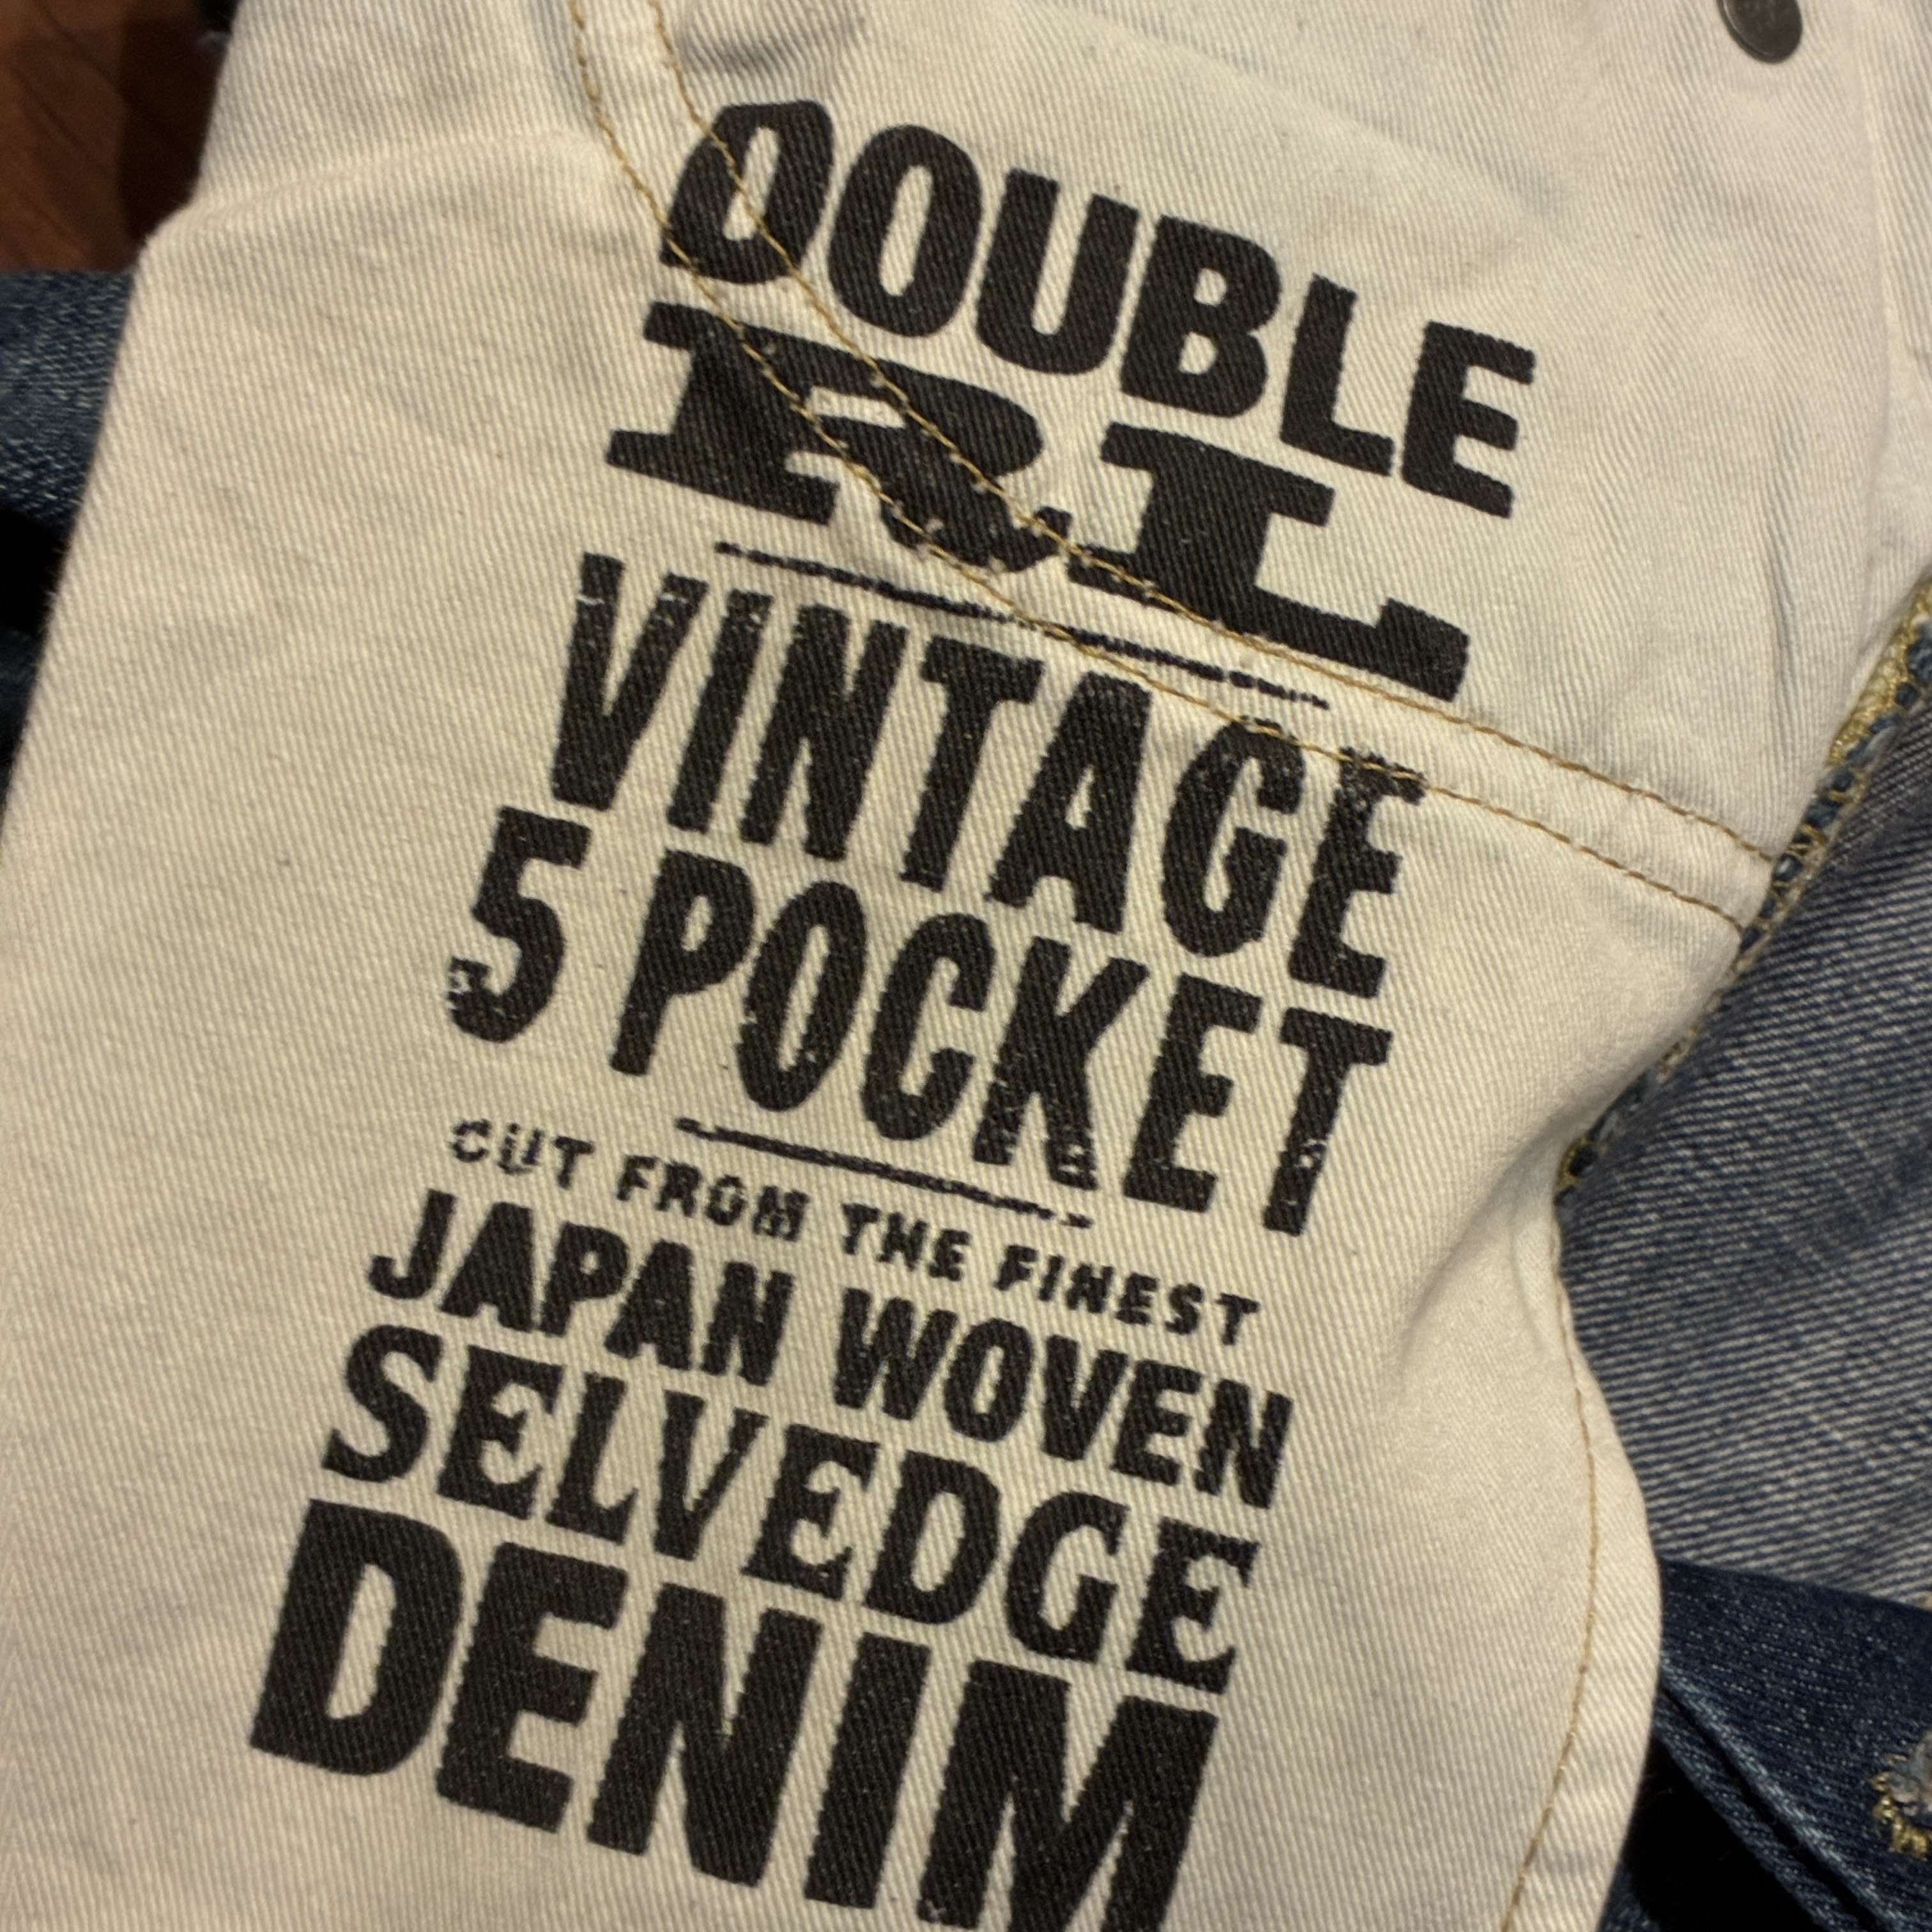 DOUBLE
RL
VINTAGE
5 POCKET
CUT FROM THE FINEST
JAPAN WOVEN
SELVEDGE
DENIM